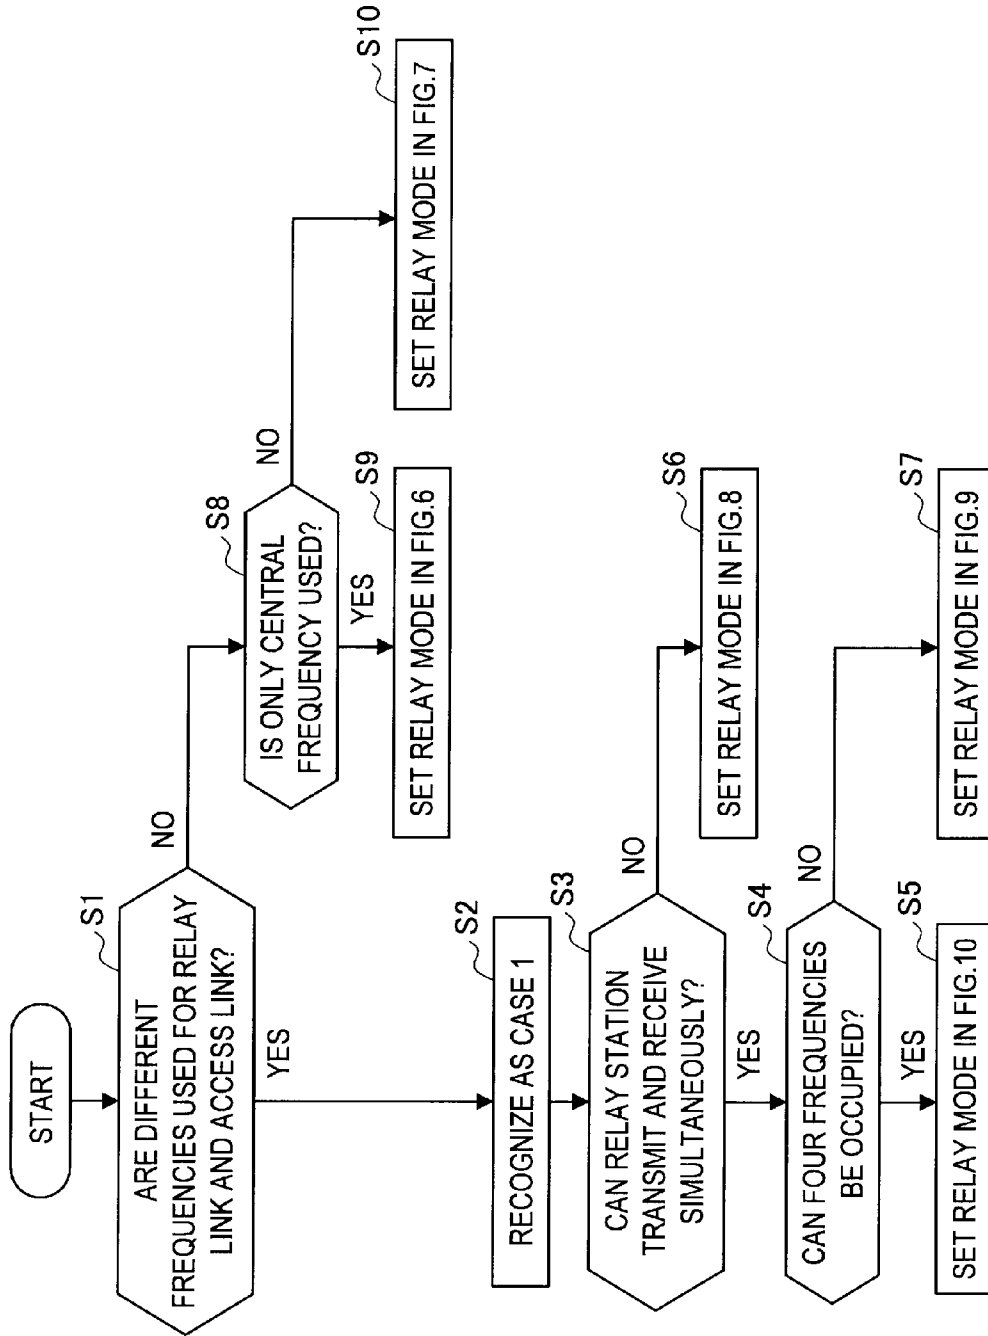 START
S1
ARE DIFFERENT
FREQUENCIES USED FOR RELAY
LINK AND ACCESS LINK?
NO
YES
S8
IS ONLY CENTRAL
FREQUENCY USED?
NO
YES
S9
SET RELAY MODE IN FIG.6
S10
SET RELAY MODE IN FIG.7
S2
RECOGNIZE AS CASE 1
S3
CAN RELAY STATION
TRANSMIT AND RECEIVE
SIMULTANEOUSLY?
NO
YES
S6
SET RELAY MODE IN FIG.8
S4
CAN FOUR FREQUENCIES
BE OCCUPIED?
NO
YES
S7
SET RELAY MODE IN FIG.9
S5
SET RELAY MODE IN FIG.10